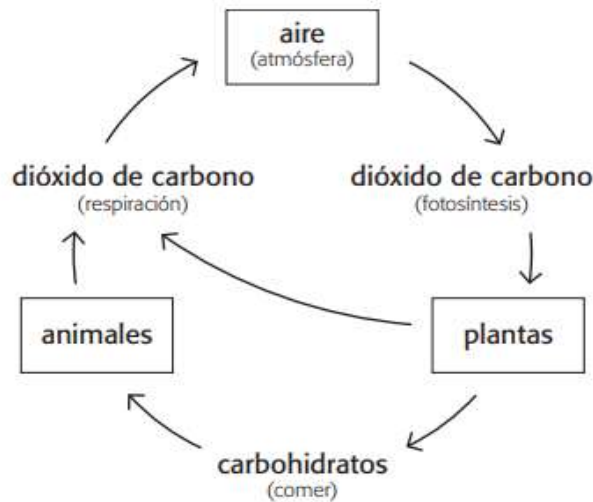 aire
(atmósfera)
dióxido de carbono
(respiración)
dióxido de carbono
(fotosíntesis)
animales
plantas
carbohidratos
(comer)